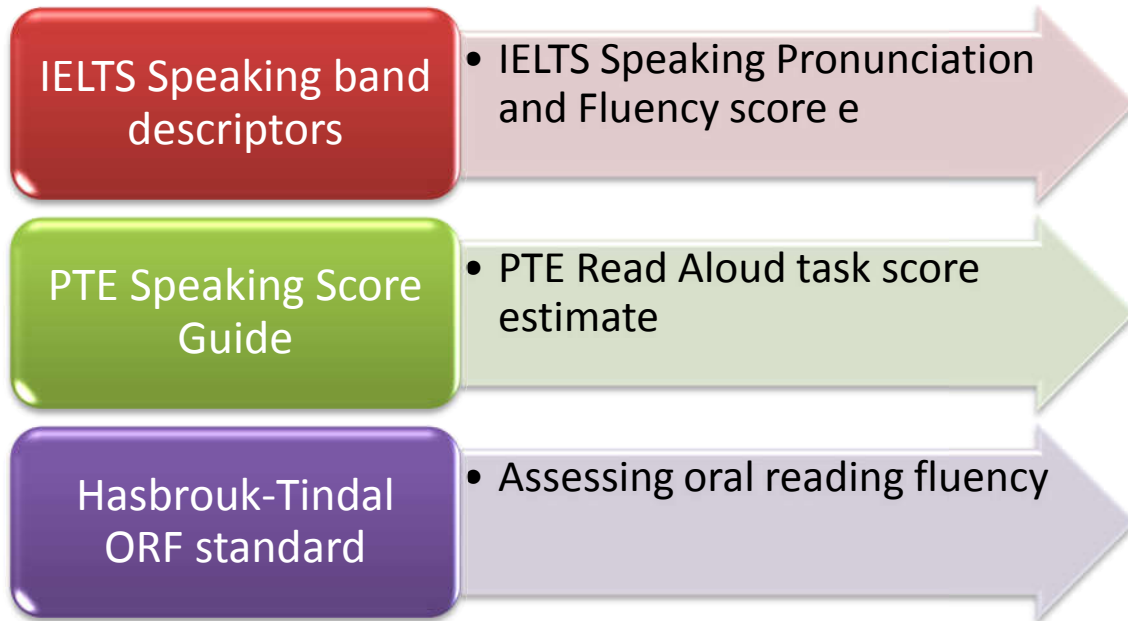 IELTS Speaking band
descriptors
• IELTS Speaking Pronunciation
and Fluency score e
PTE Speaking Score
Guide
• PTE Read Aloud task score
estimate
Hasbrouk-Tindal
ORF standard
• Assessing oral reading fluency